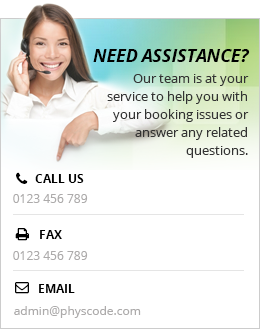 NEED ASSISTANCE?
Our team is at your
service to help you with
your booking issues or
answer any related
questions.
CALL US
0123 456 789
FAX
0123 456 789
EMAIL
admin@physcode.com